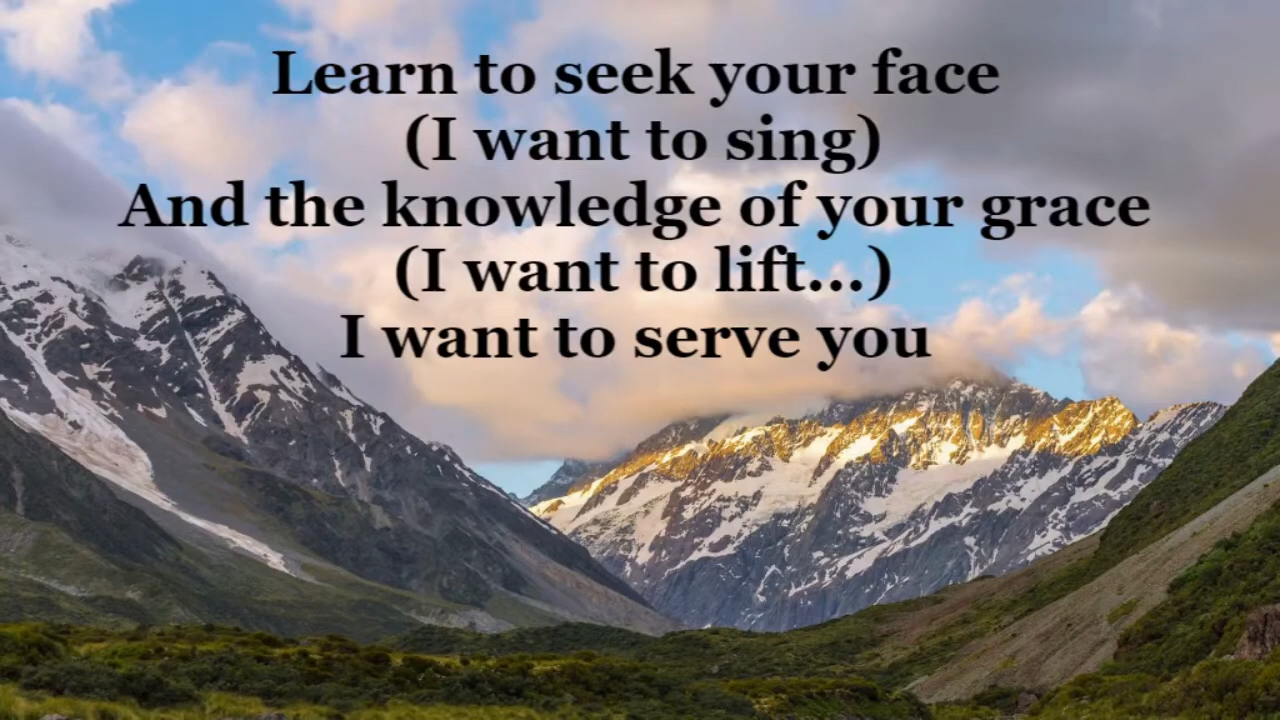 Learn to seek your face
(I want to sing)
And the knowledge of your grace
(I want to lift...)
I want to serve you